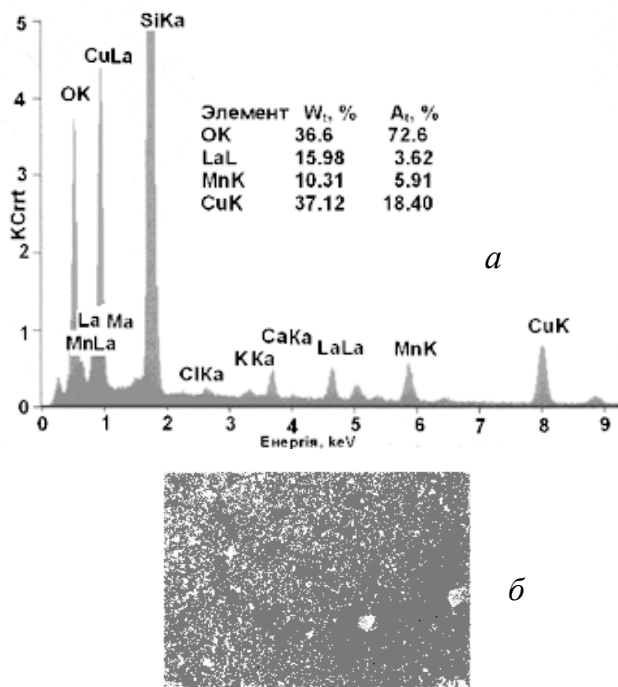 5
4
3
2
1
0
KCrrt
SiKa
CuLa
OK
Элемент W_t, % A_t, %
OK 36.6 72.6
LaL 15.98 3.62
MnK 10.31 5.91
CuK 37.12 18.40
а
La Ma
MnLa
ClKa
KKa
CaKa
LaLa
MnK
CuK
0 1 2 3 4 5 6 7 8 9
Енергія, keV
б